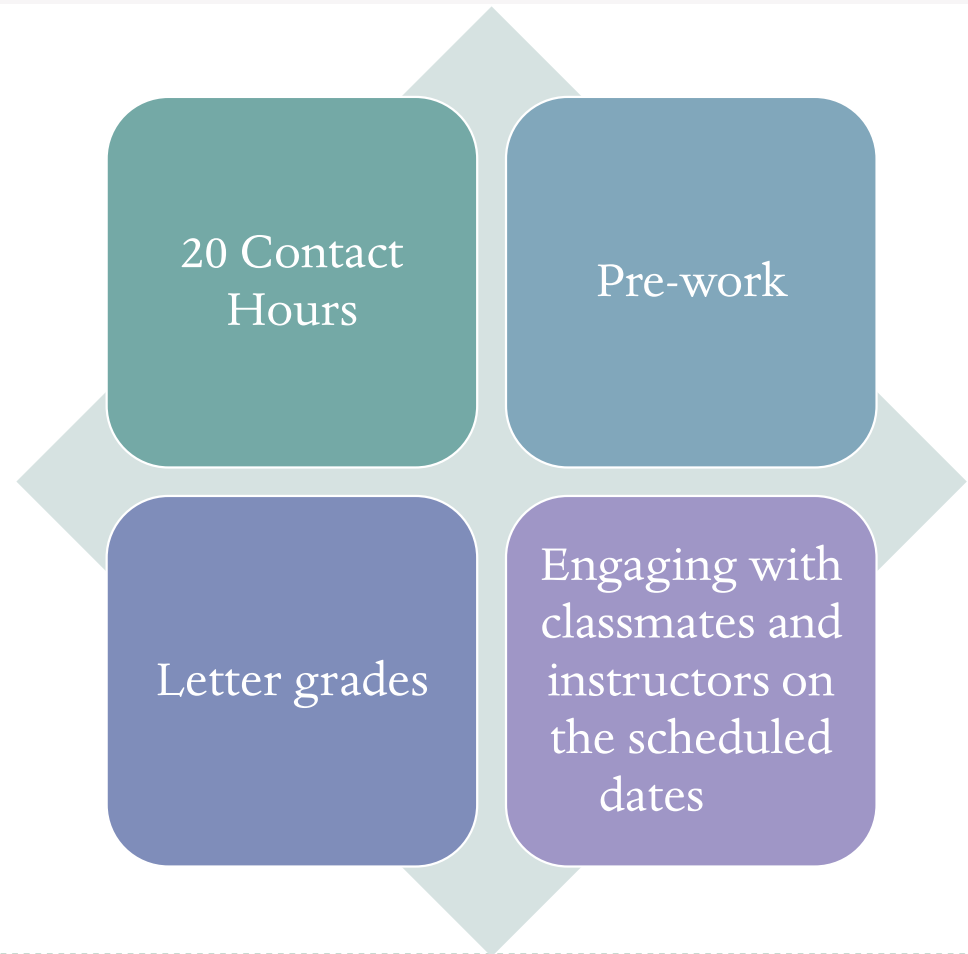 20 Contact
Hours
Pre-work
Letter grades
Engaging with
classmates and
instructors on
the scheduled
dates